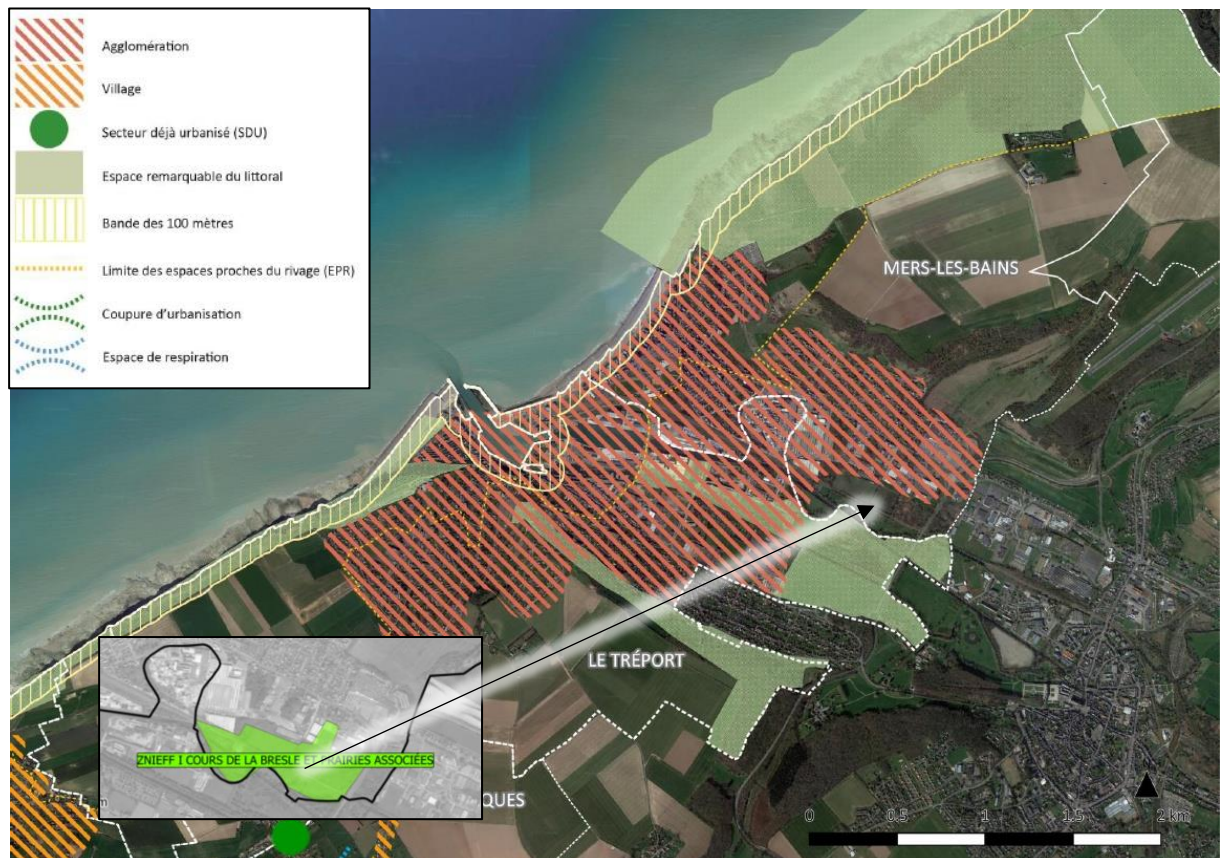 Agglomération
Village
Secteur déjà urbanisé (SDU)
Espace remarquable du littoral
Bande des 100 mètres
Limite des espaces proches du rivage (EPR)
Coupure d'urbanisation
Espace de respiration
MERS-LES-BAINS
LE TRÉPORT
ZNIEFF I COURS DE LA BRESLE ET PRAIRIES ASSOCIÉES
QUES
0 0.5 1 1.5 2 km